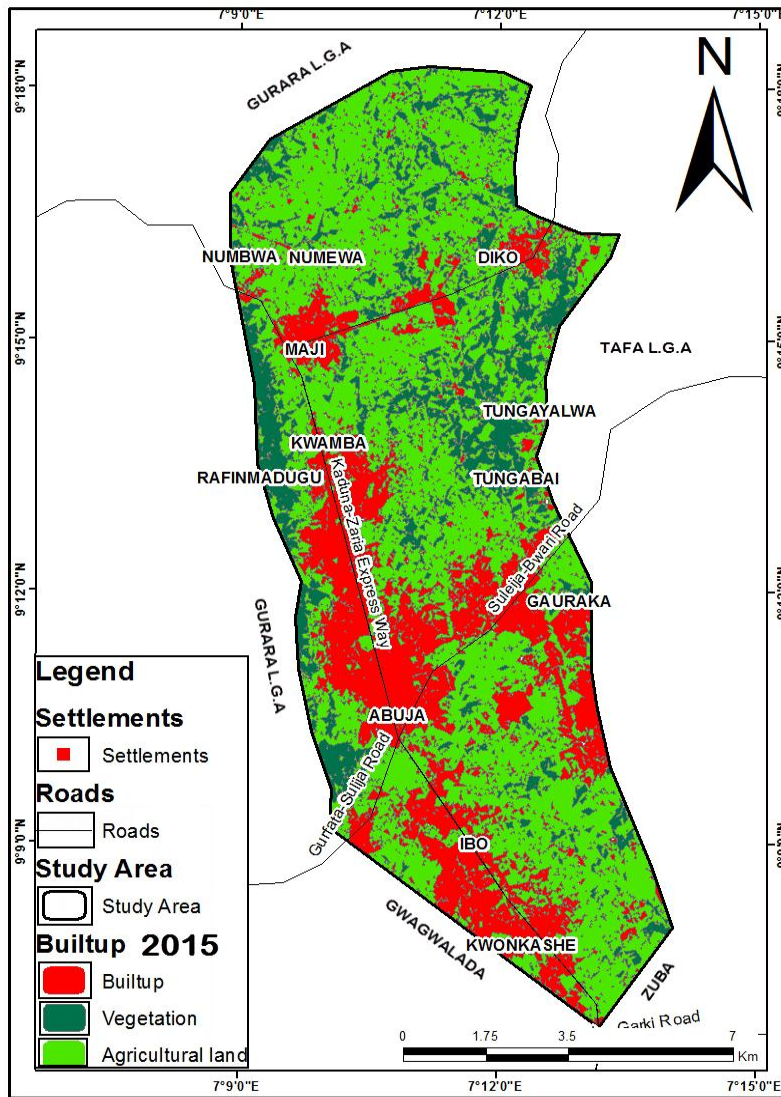 7°9'0"E
7°12'0"E
7°15'0"E
9°18'0"N
GURARA L.G.A
N
NUMBWA
NUMEWA
DIKO
9°15'0"N
MAJI
TAFA L.G.A
TUNGAYALWA
KWAMBA
RAFINMADUGU
TUNGABAI
Kaduna-Zaria Express Way
Suleija-Bwari Road
9°12'0"N
GAURAKA
GURARA L.G.A
ABUJA
Gurfata-Sulija Road
9°9'0"N
IBO
GWAGWALADA
KWONKASHE
ZUBA
Garki Road
Legend
Settlements
Settlements
Roads
Roads
Study Area
Study Area
Builtup 2015
Builtup
Vegetation
Agricultural land
0 1.75 3.5 7
Km
7°9'0"E
7°12'0"E
7°15'0"E